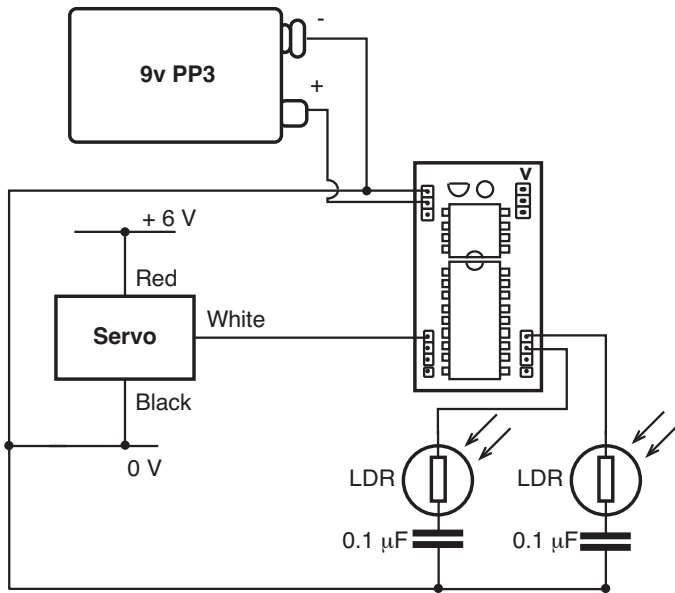 -
9v PP3
+
V
+ 6 V
Red
Servo
White
Black
0 V
LDR
LDR
0.1 μF
0.1 μF